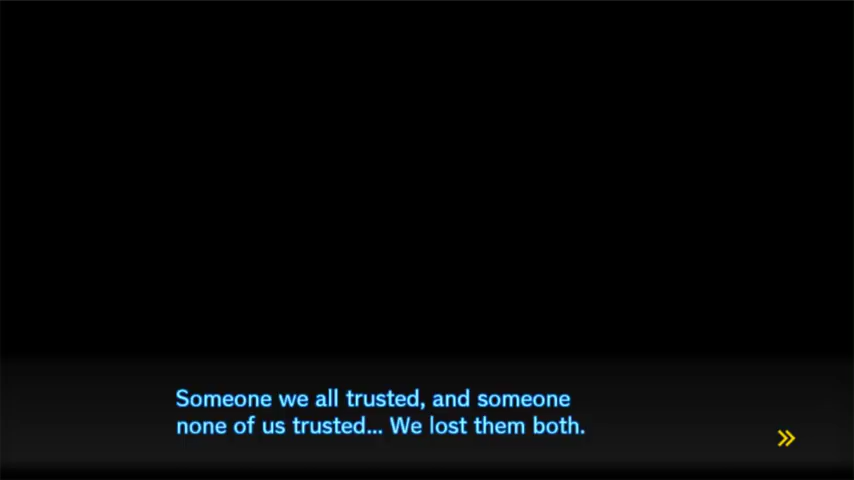 Someone we all trusted, and someone
none of us trusted... We lost them both.